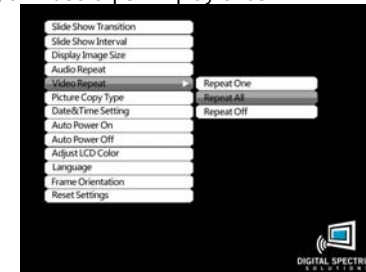 Slide Show Transition
Slide Show Interval
Display Image Size
Audio Repeat
Video Repeat
Repeat One
Picture Copy Type
Repeat All
Date&Time Setting
Repeat Off
Auto Power On
Auto Power Off
Adjust LCD Color
Language
Frame Orientation
Reset Settings
DIGITAL SPECTR
SOLUTION